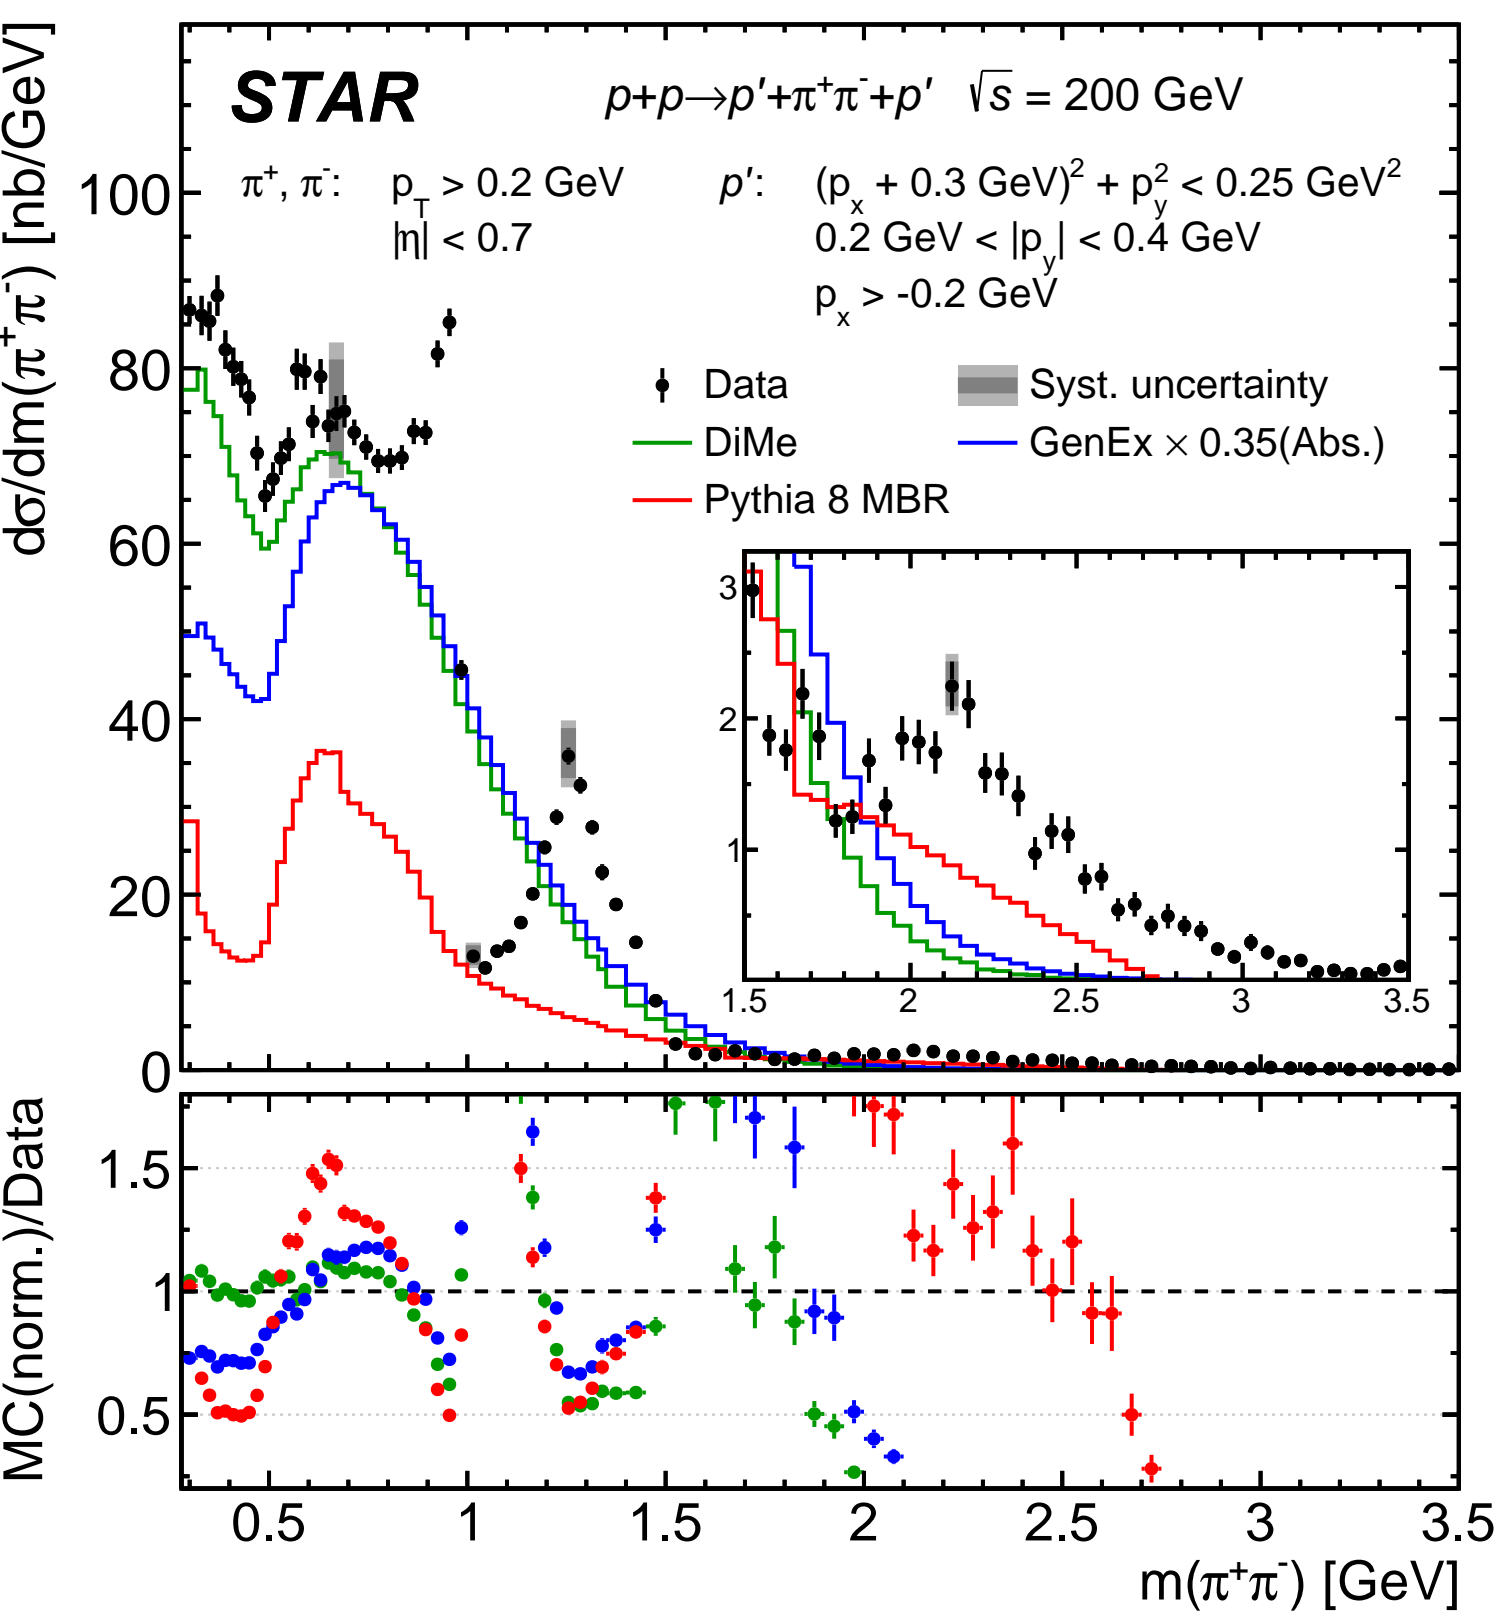 STAR
p+p→p′+π⁺π⁻+p′ √s = 200 GeV
π⁺, π⁻: p_T > 0.2 GeV p′: (p_x + 0.3 GeV)² + p_y² < 0.25 GeV²
|η| < 0.7 0.2 GeV < |p_y| < 0.4 GeV
p_x > -0.2 GeV
Data Syst. uncertainty
DiMe GenEx × 0.35(Abs.)
Pythia 8 MBR
dσ/dm(π⁺π⁻) [nb/GeV]
100
80
60
40
20
0
3
2
1
1.5 2 2.5 3 3.5
MC(norm.)/Data
1.5
1
0.5
0.5 1 1.5 2 2.5 3 3.5
m(π⁺π⁻) [GeV]